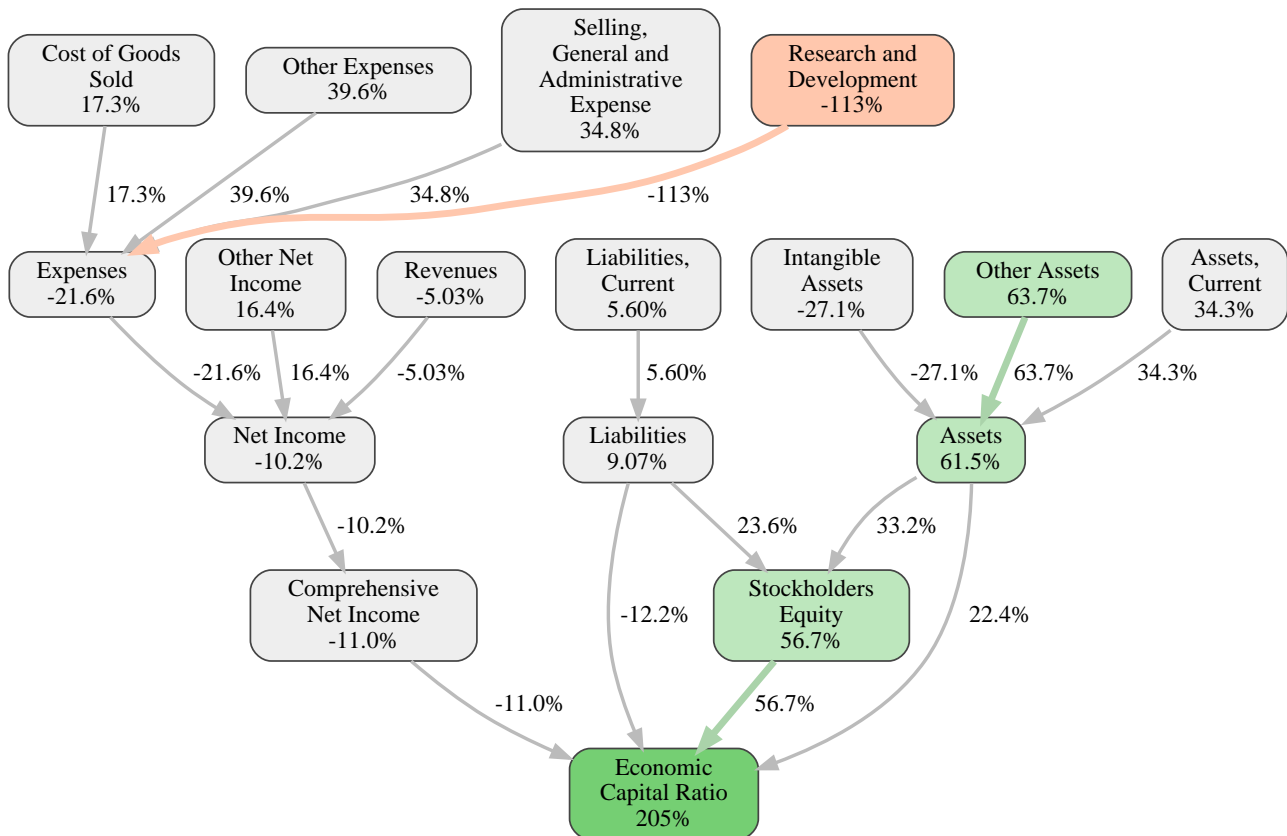 Cost of Goods
Sold
17.3%
Other Expenses
39.6%
Selling,
General and
Administrative
Expense
34.8%
Research and
Development
-113%
17.3%
39.6%
34.8%
-113%
Expenses
-21.6%
Other Net
Income
16.4%
Revenues
-5.03%
Liabilities,
Current
5.60%
Intangible
Assets
-27.1%
Other Assets
63.7%
Assets,
Current
34.3%
-21.6%
16.4%
-5.03%
5.60%
-27.1%
63.7%
34.3%
Net Income
-10.2%
Liabilities
9.07%
Assets
61.5%
-10.2%
23.6%
33.2%
Comprehensive
Net Income
-11.0%
-12.2%
Stockholders
Equity
56.7%
22.4%
-11.0%
56.7%
Economic
Capital Ratio
205%